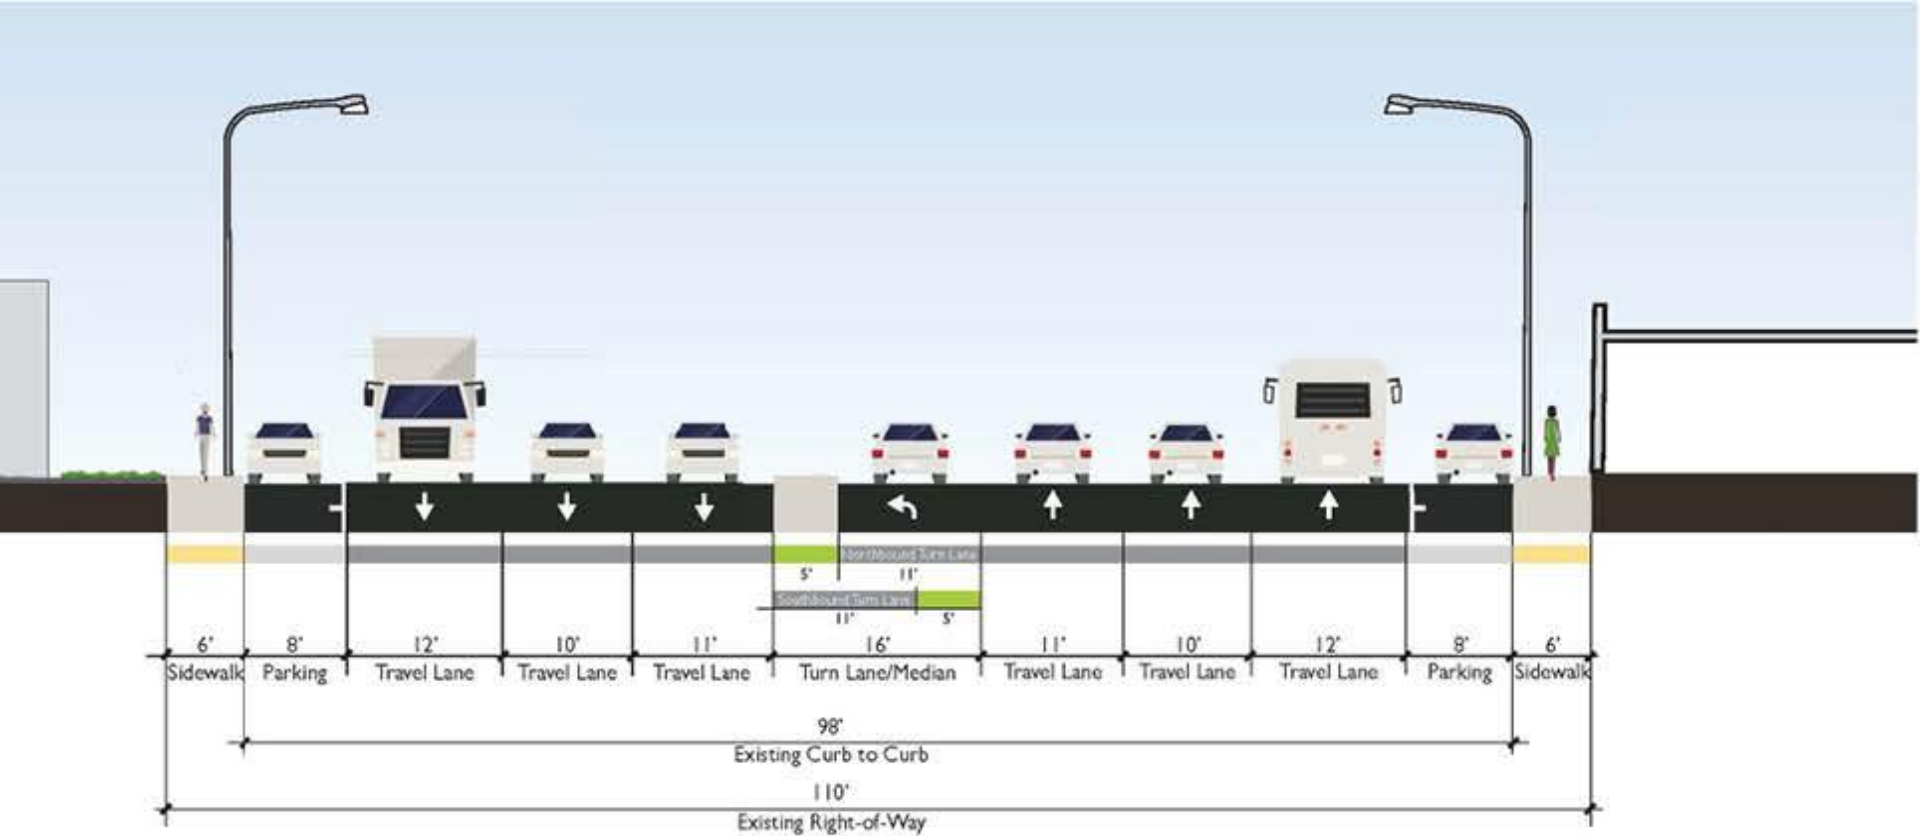 Northbound Turn Lane
5' 11'
Southbound Turn Lane
11' 5'
6' 8' 12' 10' 11' 16' 11' 10' 12' 8' 6'
Sidewalk Parking Travel Lane Travel Lane Travel Lane Turn Lane/Median Travel Lane Travel Lane Travel Lane Parking Sidewalk
98'
Existing Curb to Curb
110'
Existing Right-of-Way